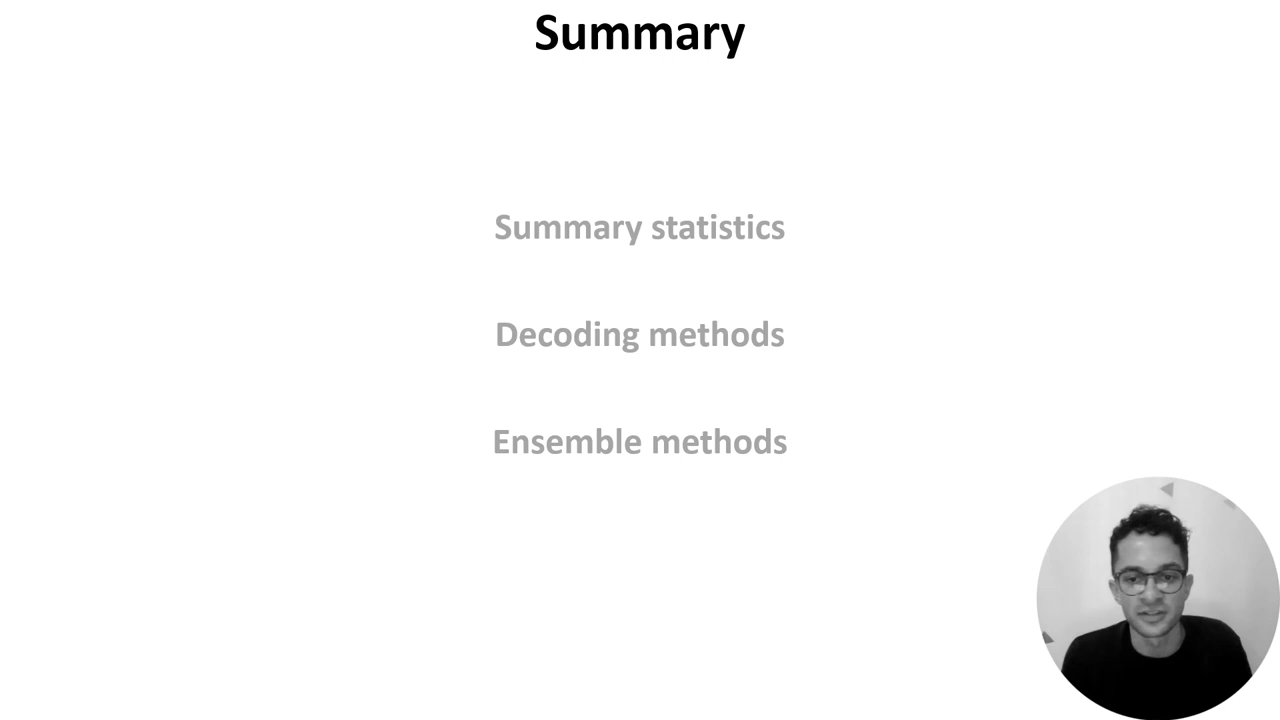 Summary
Summary statistics
Decoding methods
Ensemble methods